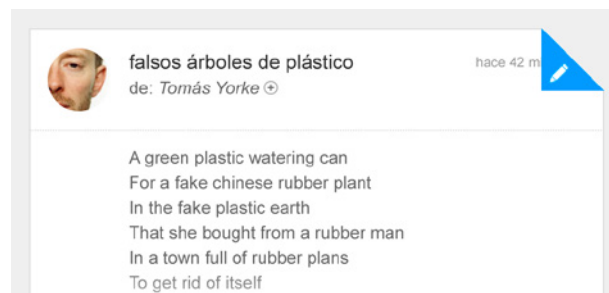 falsos árboles de plástico
hace 42 m
de: Tomás Yorke
A green plastic watering can
For a fake chinese rubber plant
In the fake plastic earth
That she bought from a rubber man
In a town full of rubber plans
To get rid of itself